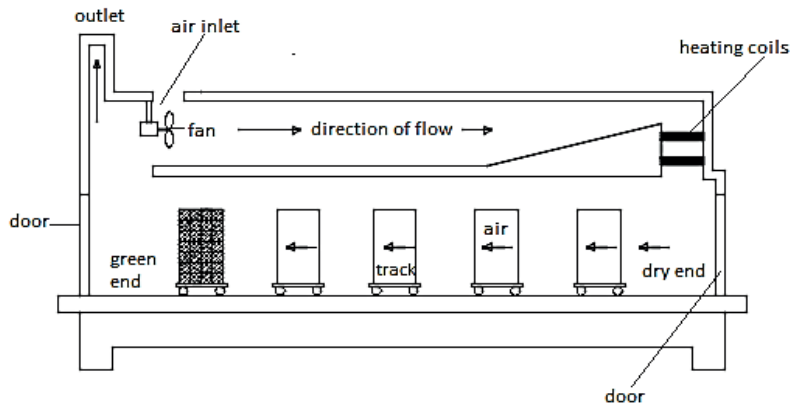 outlet
air inlet
heating coils
fan
direction of flow
door
air
green
end
track
dry end
door